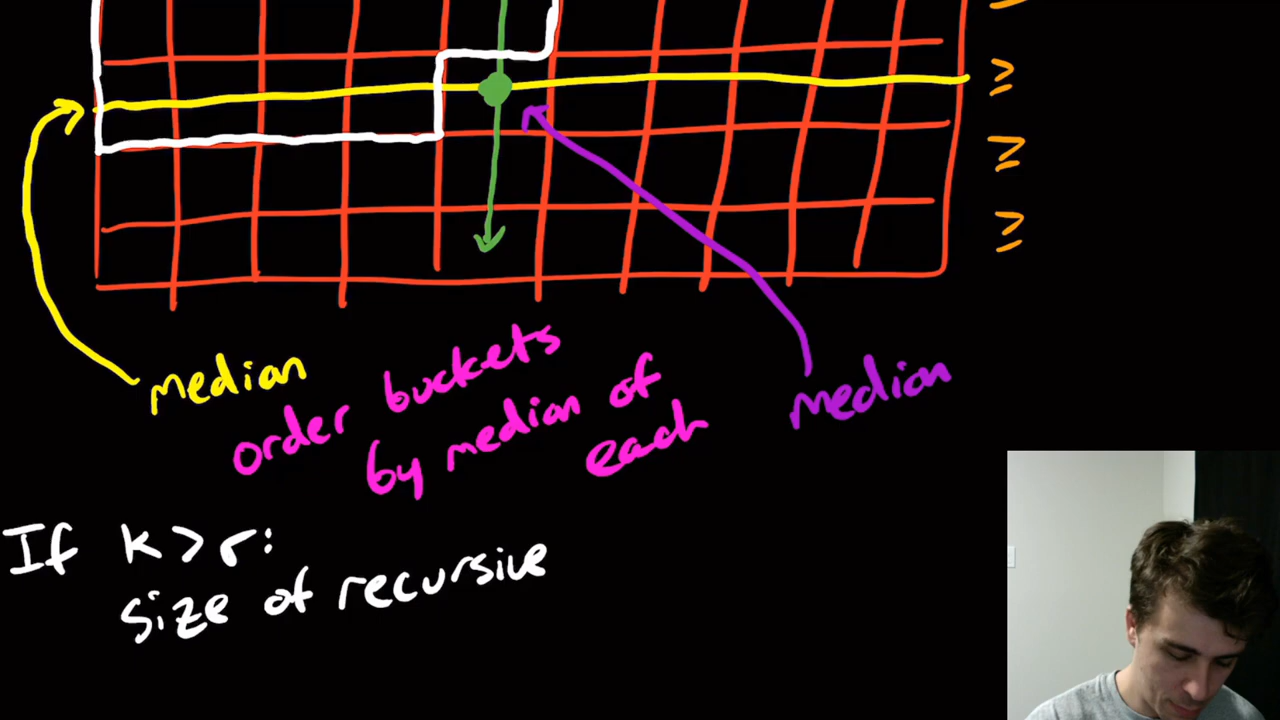 ≥
≥
≥
median
order buckets
by median of
each
median
If k > r:
size of recursive